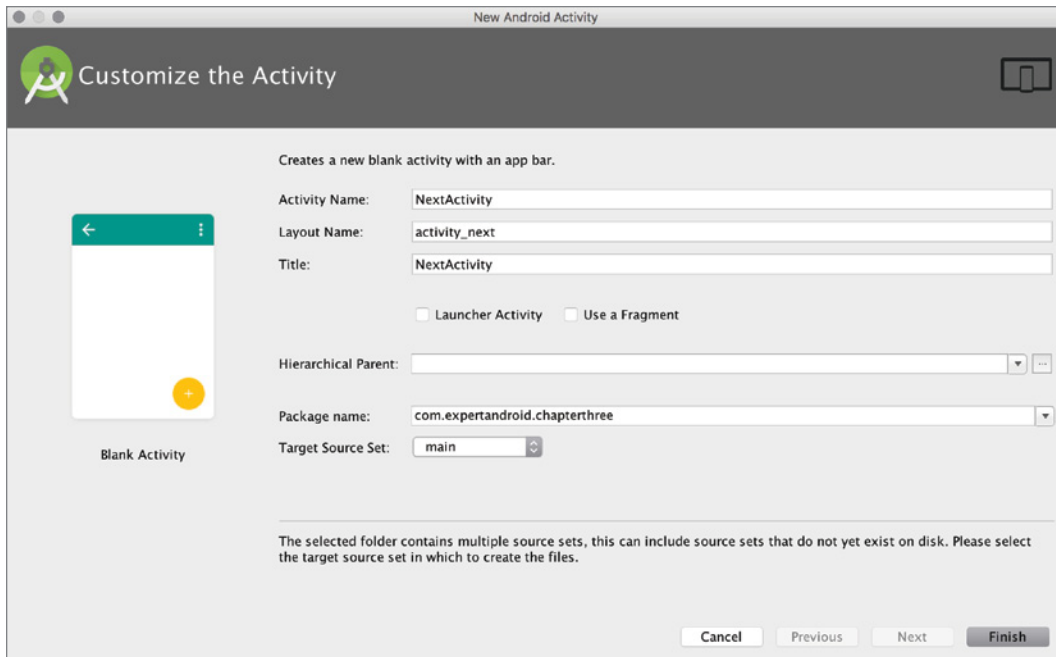 New Android Activity
Customize the Activity
Creates a new blank activity with an app bar.
Activity Name: NextActivity
Layout Name: activity_next
Title: NextActivity
Launcher Activity Use a Fragment
Hierarchical Parent: ...
Package name: com.expertandroid.chapterthree
Target Source Set: main
Blank Activity
The selected folder contains multiple source sets, this can include source sets that do not yet exist on disk. Please select
the target source set in which to create the files.
Cancel Previous Next Finish